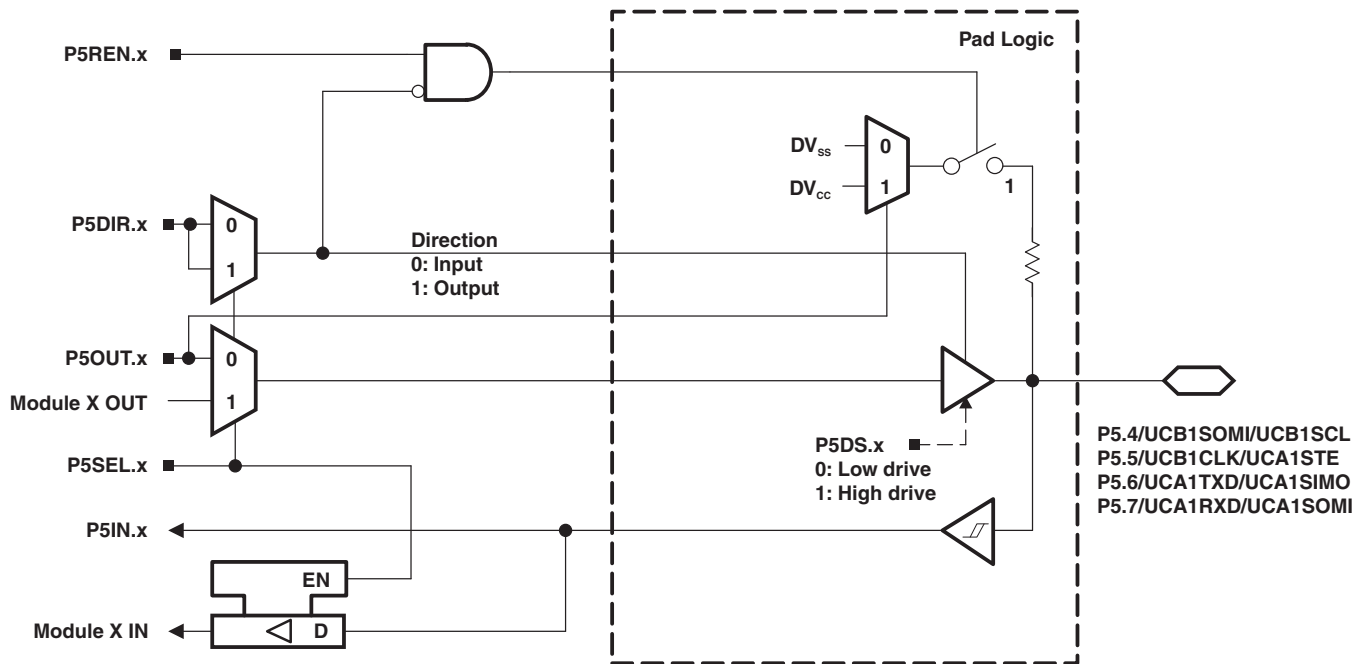 P5REN.x
Pad Logic
DVss
0
DVcc
1
1
P5DIR.x
0
1
Direction
0: Input
1: Output
P5OUT.x
0
Module X OUT
1
P5DS.x
0: Low drive
1: High drive
P5SEL.x
P5.4/UCB1SOMI/UCB1SCL
P5.5/UCB1CLK/UCA1STE
P5.6/UCA1TXD/UCA1SIMO
P5.7/UCA1RXD/UCA1SOMI
P5IN.x
EN
Module X IN
D